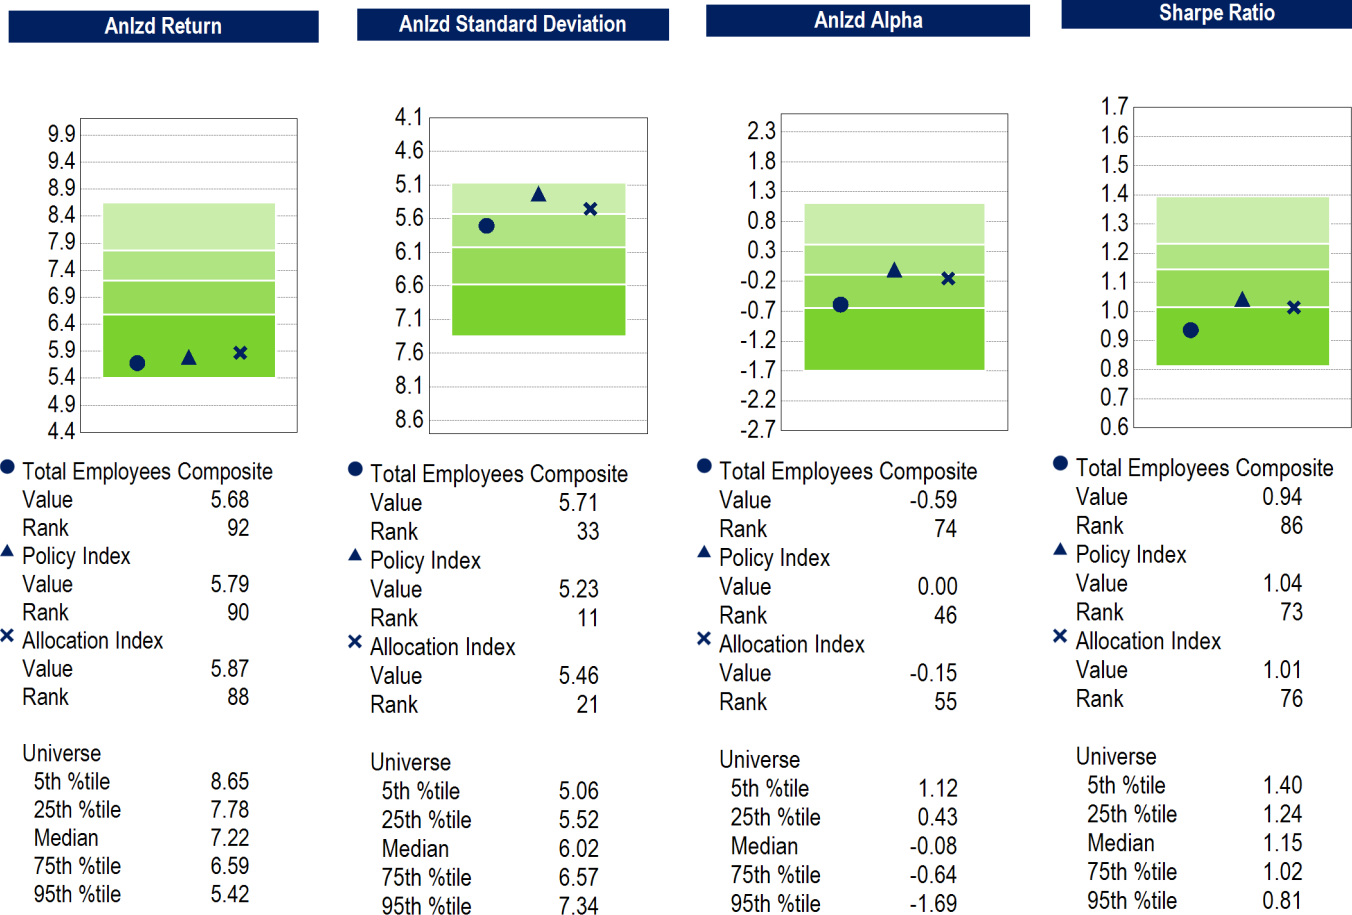 Anlzd Return
9.9
9.4
8.9
8.4
7.9
7.4
6.9
6.4
5.9
5.4
4.9
4.4
Total Employees Composite
Value 5.68
Rank 92
Policy Index
Value 5.79
Rank 90
Allocation Index
Value 5.87
Rank 88
Universe
5th %tile 8.65
25th %tile 7.78
Median 7.22
75th %tile 6.59
95th %tile 5.42
Anlzd Standard Deviation
4.1
4.6
5.1
5.6
6.1
6.6
7.1
7.6
8.1
8.6
Total Employees Composite
Value 5.71
Rank 33
Policy Index
Value 5.23
Rank 11
Allocation Index
Value 5.46
Rank 21
Universe
5th %tile 5.06
25th %tile 5.52
Median 6.02
75th %tile 6.57
95th %tile 7.34
Anlzd Alpha
2.3
1.8
1.3
0.8
0.3
-0.2
-0.7
-1.2
-1.7
-2.2
-2.7
Total Employees Composite
Value -0.59
Rank 74
Policy Index
Value 0.00
Rank 46
Allocation Index
Value -0.15
Rank 55
Universe
5th %tile 1.12
25th %tile 0.43
Median -0.08
75th %tile -0.64
95th %tile -1.69
Sharpe Ratio
1.7
1.6
1.5
1.4
1.3
1.2
1.1
1.0
0.9
0.8
0.7
0.6
Total Employees Composite
Value 0.94
Rank 86
Policy Index
Value 1.04
Rank 73
Allocation Index
Value 1.01
Rank 76
Universe
5th %tile 1.40
25th %tile 1.24
Median 1.15
75th %tile 1.02
95th %tile 0.81